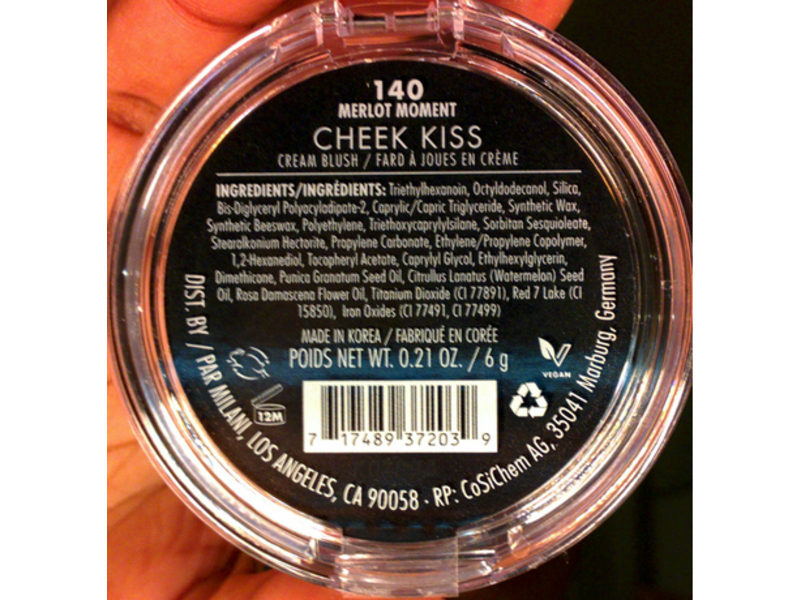 140
MERLOT MOMENT
CHEEK KISS
CREAM BLUSH / FARD À JOUES EN CRÈME
INGREDIENTS/INGRÉDIENTS: Triethylhexanoin, Octyldodecanol, Silica,
Bis-Diglyceryl Polyacyladipate-2, Caprylic/Capric Triglyceride, Synthetic Wax,
Synthetic Beeswax, Polyethylene, Triethoxycaprylylsilane, Sorbitan Sesquioleate,
Stearalkonium Hectorite, Propylene Carbonate, Ethylene/Propylene Copolymer,
1,2-Hexanediol, Tocopheryl Acetate, Caprylyl Glycol, Ethylhexylglycerin,
Dimethicone, Punica Granatum Seed Oil, Citrullus Lanatus (Watermelon) Seed
Oil, Rosa Damascena Flower Oil, Titanium Dioxide (CI 77891), Red 7 Lake (CI
15850), Iron Oxides (CI 77491, CI 77499)
MADE IN KOREA / FABRIQUÉ EN CORÉE
POIDS NET WT. 0.21 OZ. / 6 g
VEGAN
12M
7 17489 37203 9
DIST. BY / PAR MILANI, LOS ANGELES, CA 90058 · RP: CoSiChem AG, 35041 Marburg, Germany